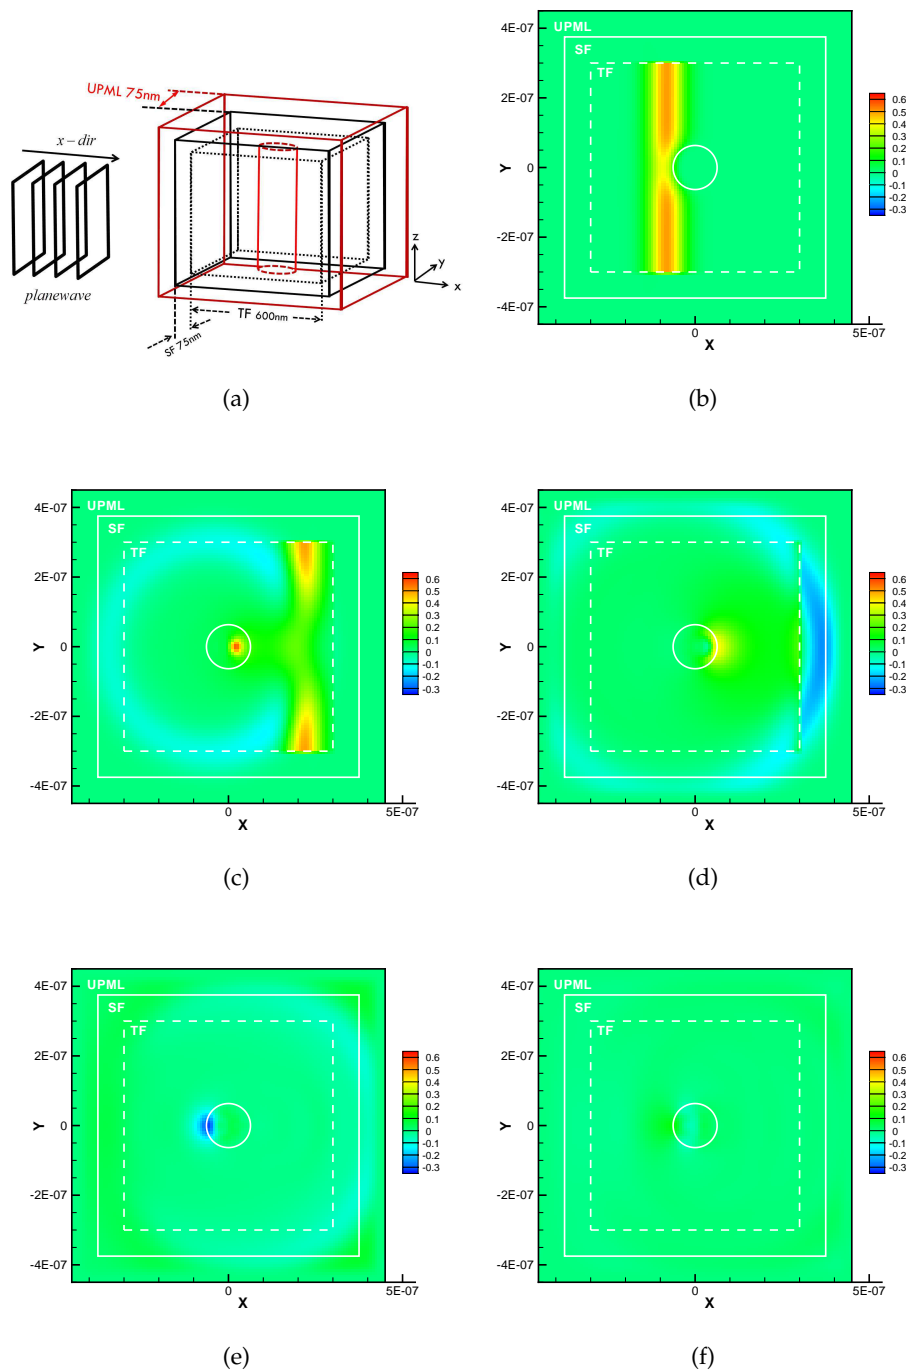 UPML 75nm
x – dir
planewave
z
y
x
TF 600nm
SF 75nm
(a)
UPML
SF
TF
4E-07
2E-07
0
-2E-07
-4E-07
Y
0
5E-07
X
0.6
0.5
0.4
0.3
0.2
0.1
0
-0.1
-0.2
-0.3
(b)
UPML
SF
TF
4E-07
2E-07
0
-2E-07
-4E-07
Y
0
5E-07
X
0.6
0.5
0.4
0.3
0.2
0.1
0
-0.1
-0.2
-0.3
(c)
UPML
SF
TF
4E-07
2E-07
0
-2E-07
-4E-07
Y
0
5E-07
X
0.6
0.5
0.4
0.3
0.2
0.1
0
-0.1
-0.2
-0.3
(d)
UPML
SF
TF
4E-07
2E-07
0
-2E-07
-4E-07
Y
0
5E-07
X
0.6
0.5
0.4
0.3
0.2
0.1
0
-0.1
-0.2
-0.3
(e)
UPML
SF
TF
4E-07
2E-07
0
-2E-07
-4E-07
Y
0
5E-07
X
0.6
0.5
0.4
0.3
0.2
0.1
0
-0.1
-0.2
-0.3
(f)